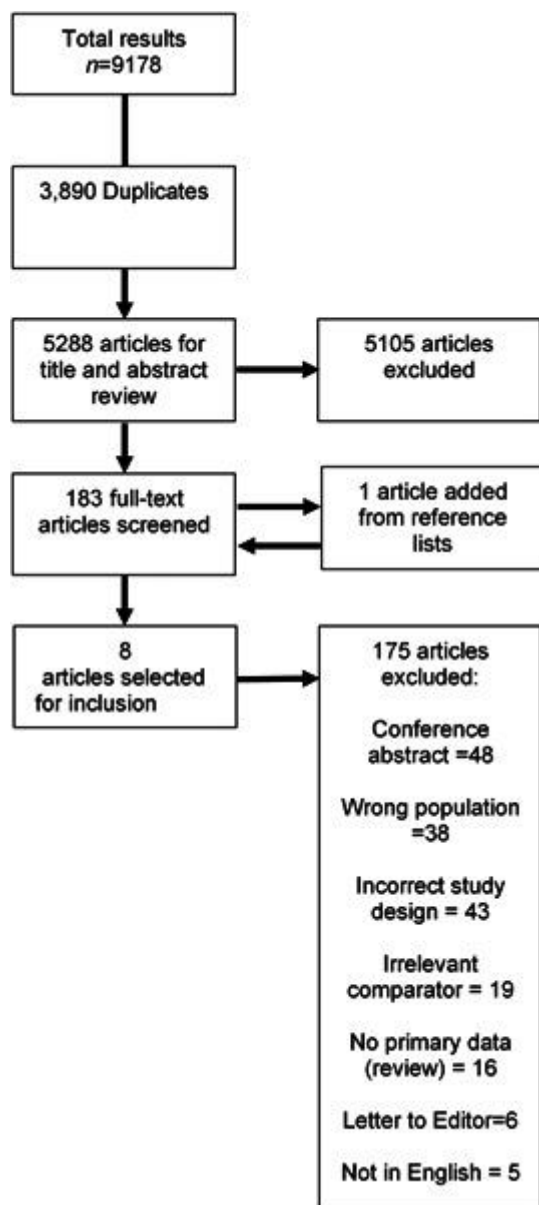 Total results
n=9178
3,890 Duplicates
5288 articles for
title and abstract
review
5105 articles
excluded
183 full-text
articles screened
1 article added
from reference
lists
8
articles selected
for inclusion
175 articles
excluded:
Conference
abstract =48
Wrong population
=38
Incorrect study
design = 43
Irrelevant
comparator = 19
No primary data
(review) = 16
Letter to Editor=6
Not in English = 5